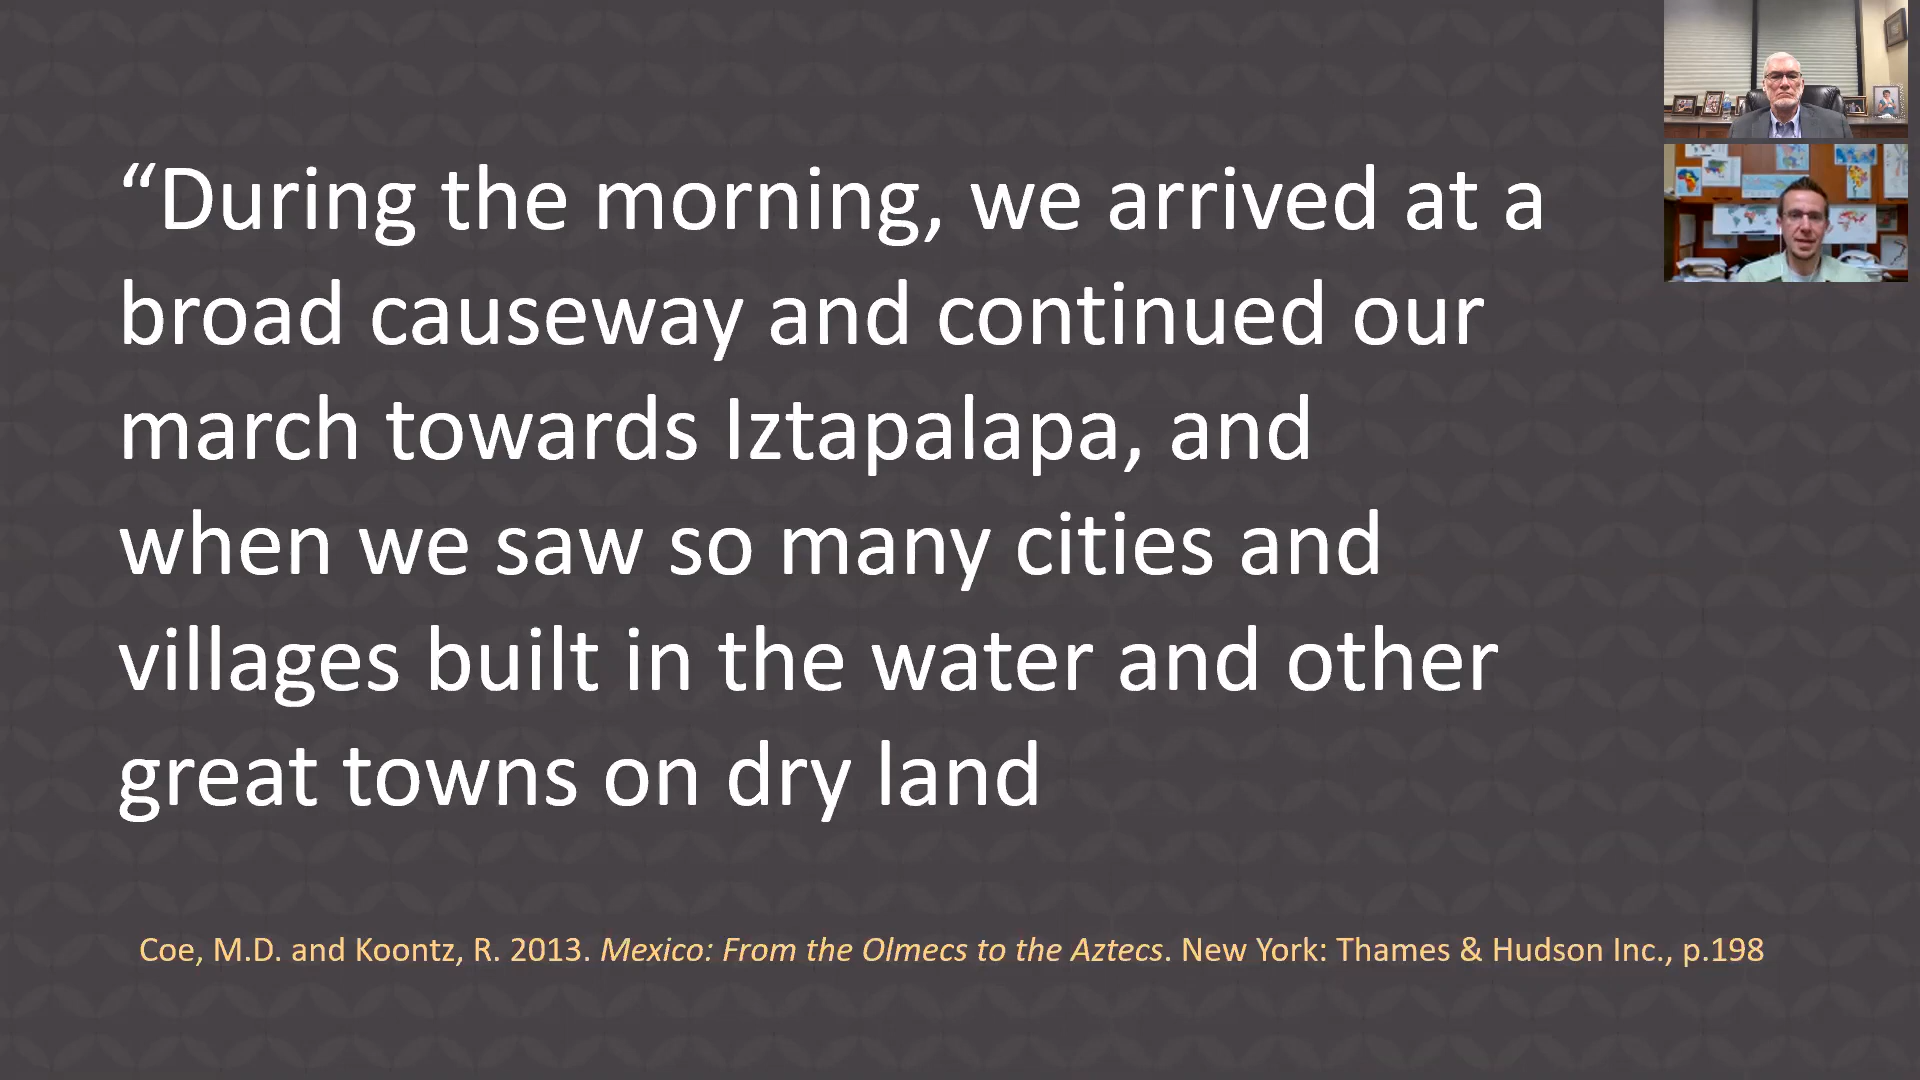 “During the morning, we arrived at a
broad causeway and continued our
march towards Iztapalapa, and
when we saw so many cities and
villages built in the water and other
great towns on dry land
Coe, M.D. and Koontz, R. 2013. Mexico: From the Olmecs to the Aztecs. New York: Thames & Hudson Inc., p.198